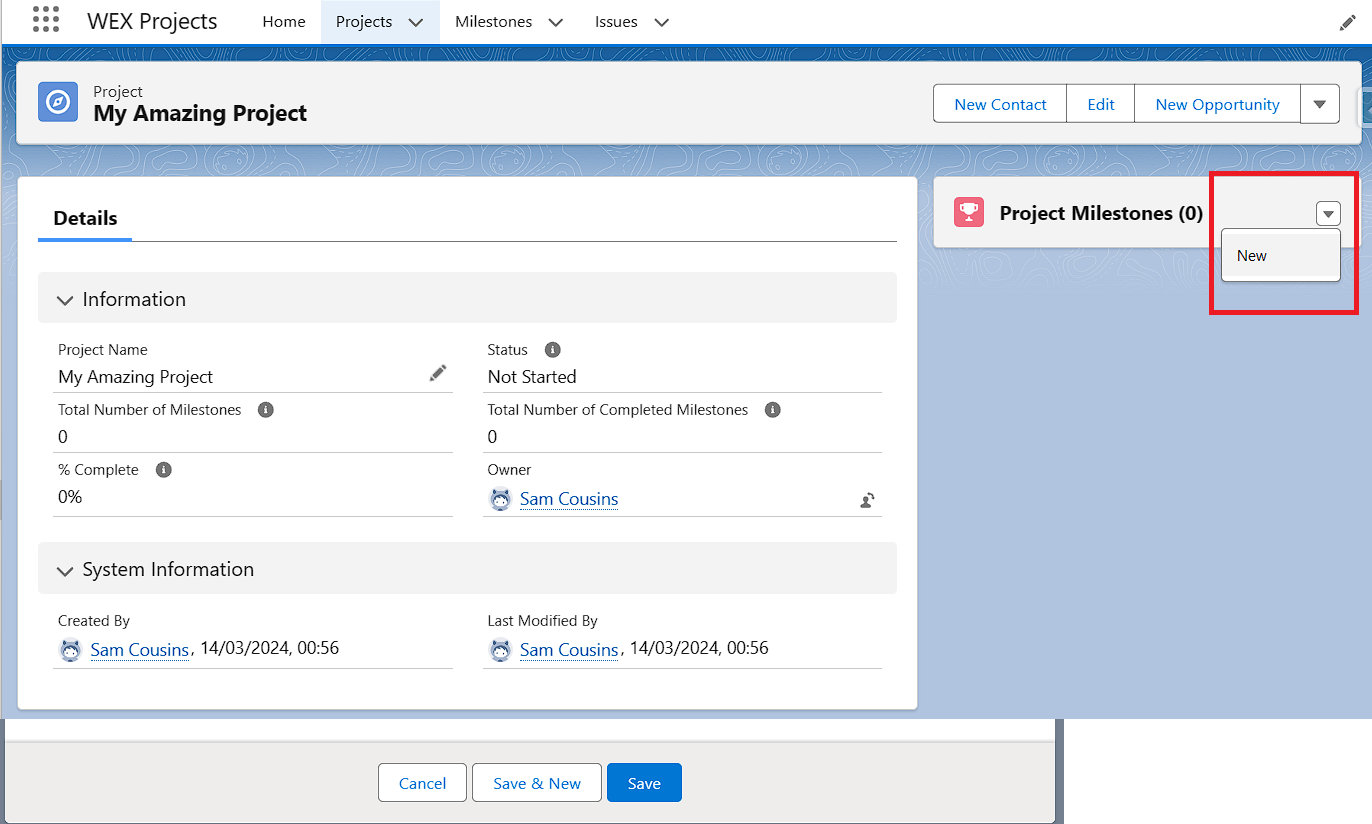 WEX Projects Home Projects Milestones Issues
Project
My Amazing Project
New Contact Edit New Opportunity
Details
Project Milestones (0)
New
Information
Project Name Status
My Amazing Project Not Started
Total Number of Milestones Total Number of Completed Milestones
0 0
% Complete Owner
0% Sam Cousins
System Information
Created By Last Modified By
Sam Cousins, 14/03/2024, 00:56 Sam Cousins, 14/03/2024, 00:56
Cancel Save & New Save